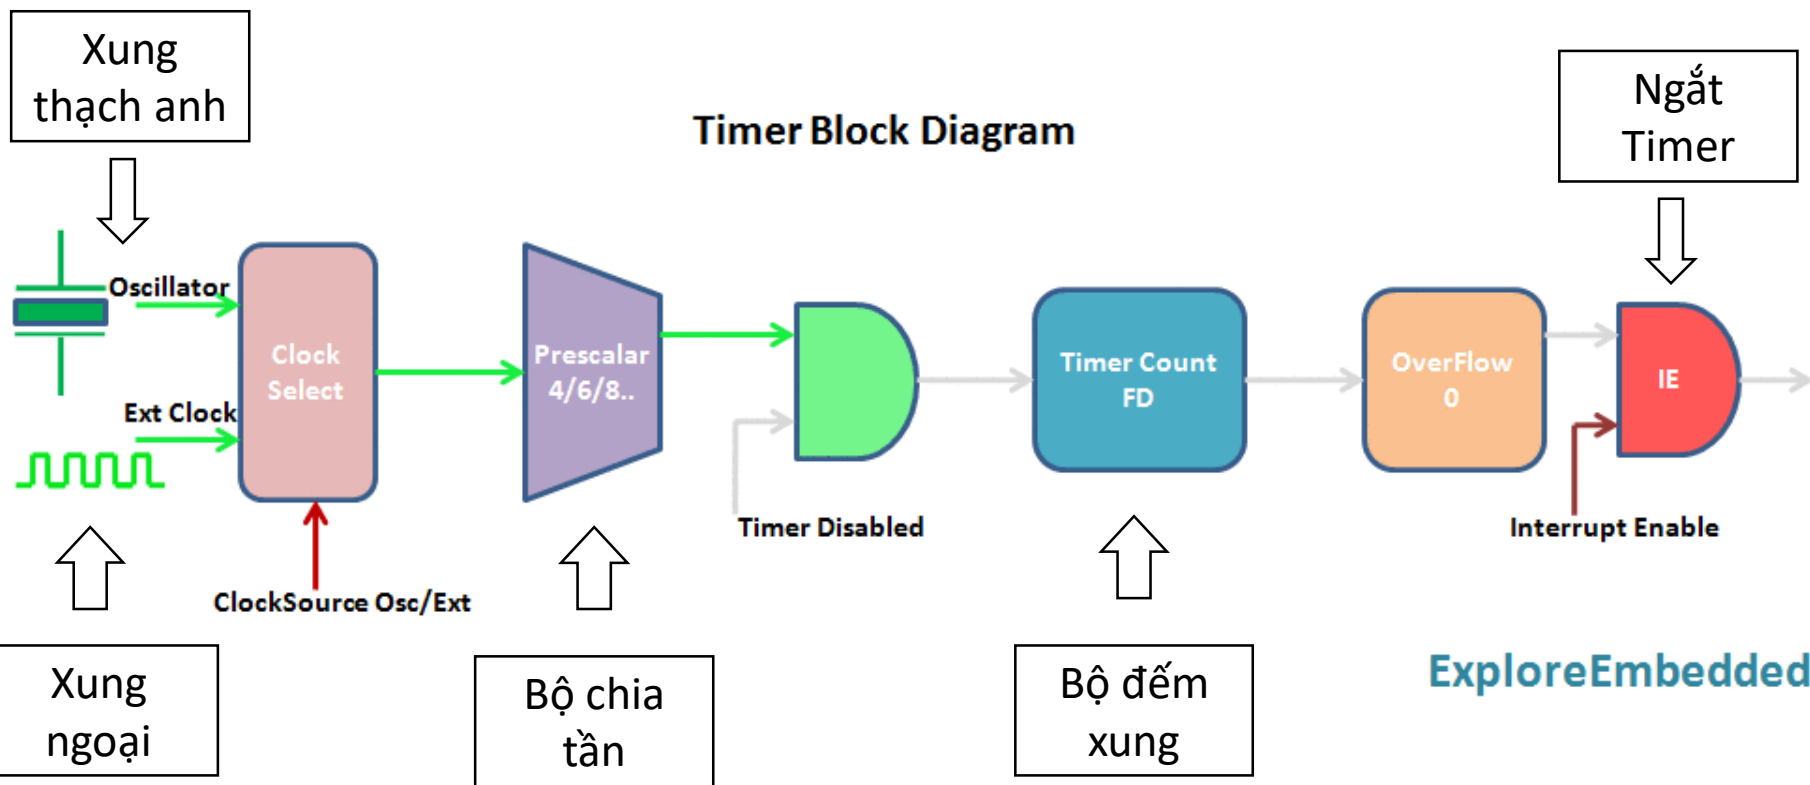 Xung
thạch anh
Timer Block Diagram
Ngắt
Timer
Oscillator
Ext Clock
Clock
Select
Prescalar
4/6/8..
Timer Count
FD
OverFlow
0
IE
Timer Disabled
Interrupt Enable
ClockSource Osc/Ext
Xung
ngoại
Bộ chia
tần
Bộ đếm
xung
ExploreEmbedded